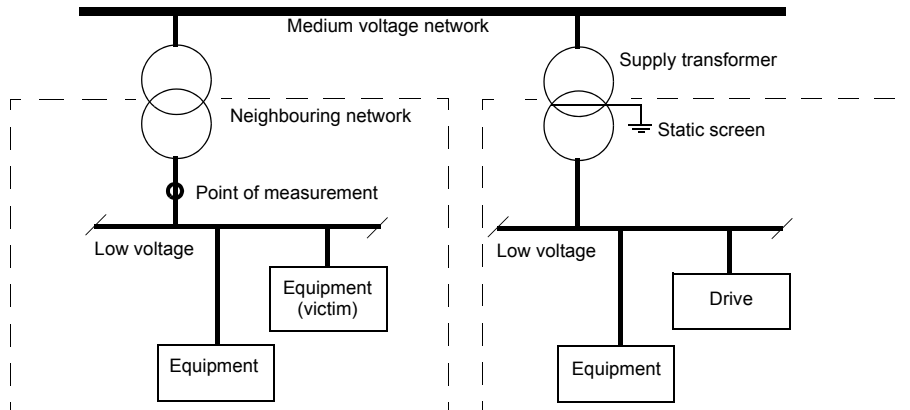 Medium voltage network
Supply transformer
Neighbouring network
Static screen
Point of measurement
Low voltage
Low voltage
Equipment
(victim)
Drive
Equipment
Equipment